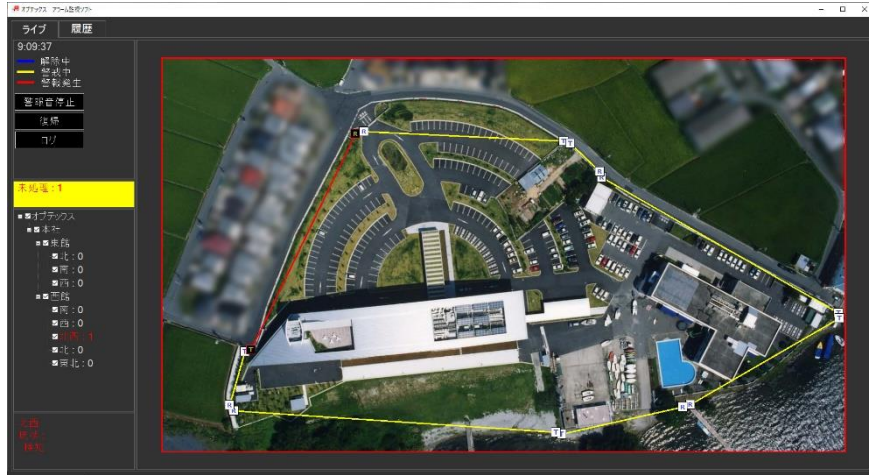 オプテックス アラーム監視ソフト
ライブ 履歴
9:09:37
解除中
警戒中
警報発生
警報音停止
復帰
ログ
未処理：1
オプテックス
本社
東館
北：0
南：0
西：0
西館
南：0
西：0
北西：1
北：0
東北：0
R R
T T
R
R
T
T T
R
R
R R
T T